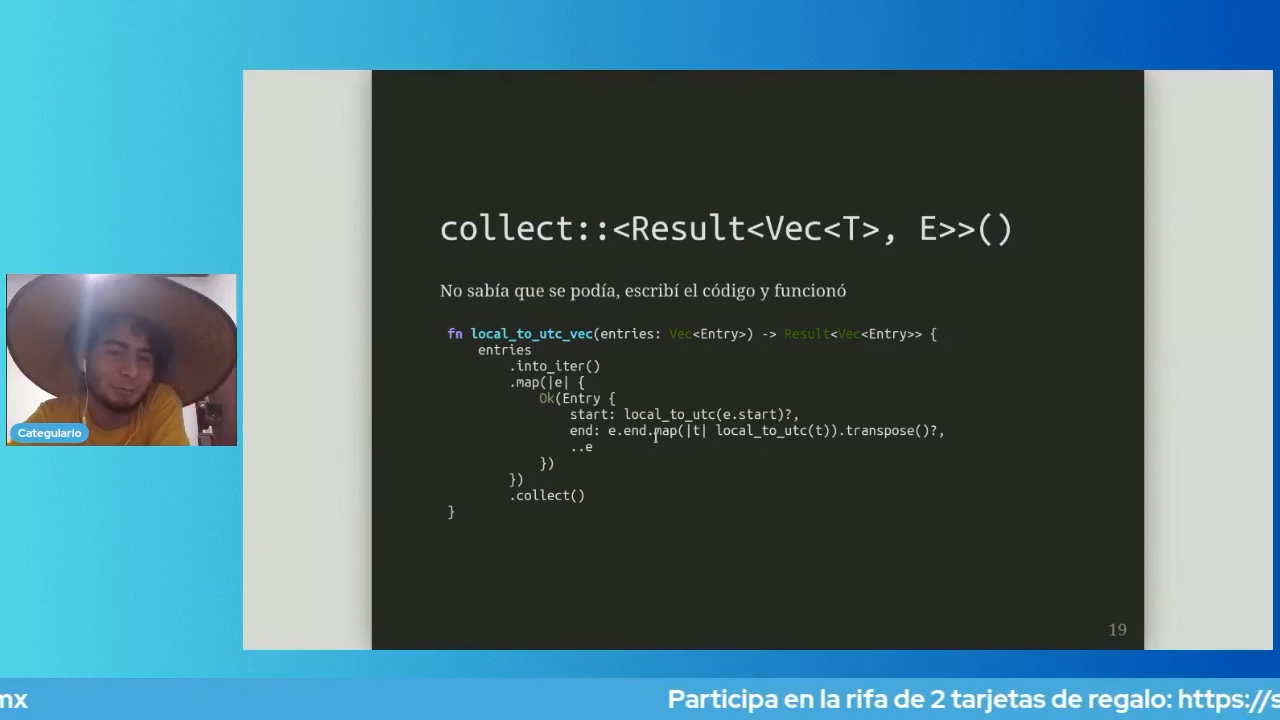 collect::<Result<Vec<T>, E>>()
No sabía que se podía, escribí el código y funcionó
fn local_to_utc_vec(entries: Vec<Entry>) -> Result<Vec<Entry>> {
    entries
        .into_iter()
        .map(|e| {
            Ok(Entry {
                start: local_to_utc(e.start)?,
                end: e.end.map(|t| local_to_utc(t)).transpose()?,
                ..e
            })
        })
        .collect()
}
19
Categulario
mx
Participa en la rifa de 2 tarjetas de regalo: https://s